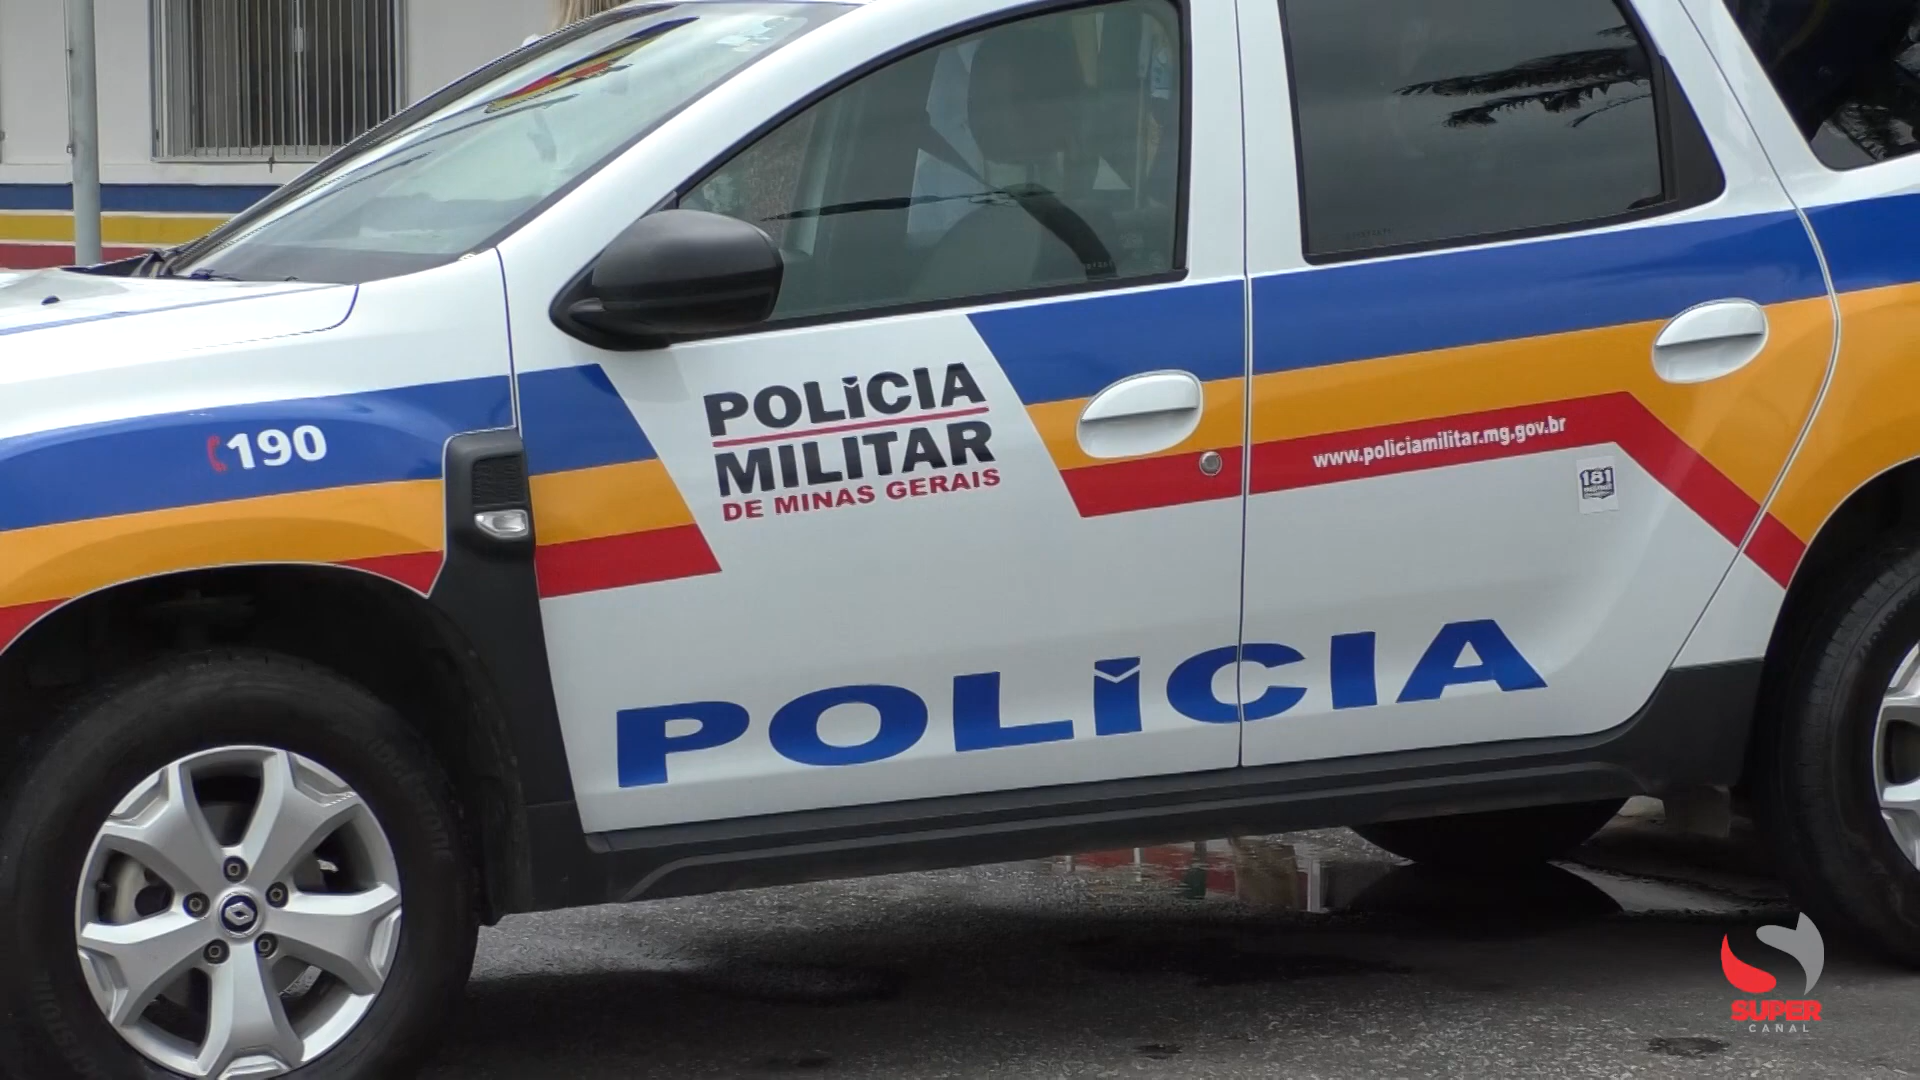 190
POLÍCIA
MILITAR
DE MINAS GERAIS
www.policiamilitar.mg.gov.br
181
POLÍCIA
SUPER
CANAL